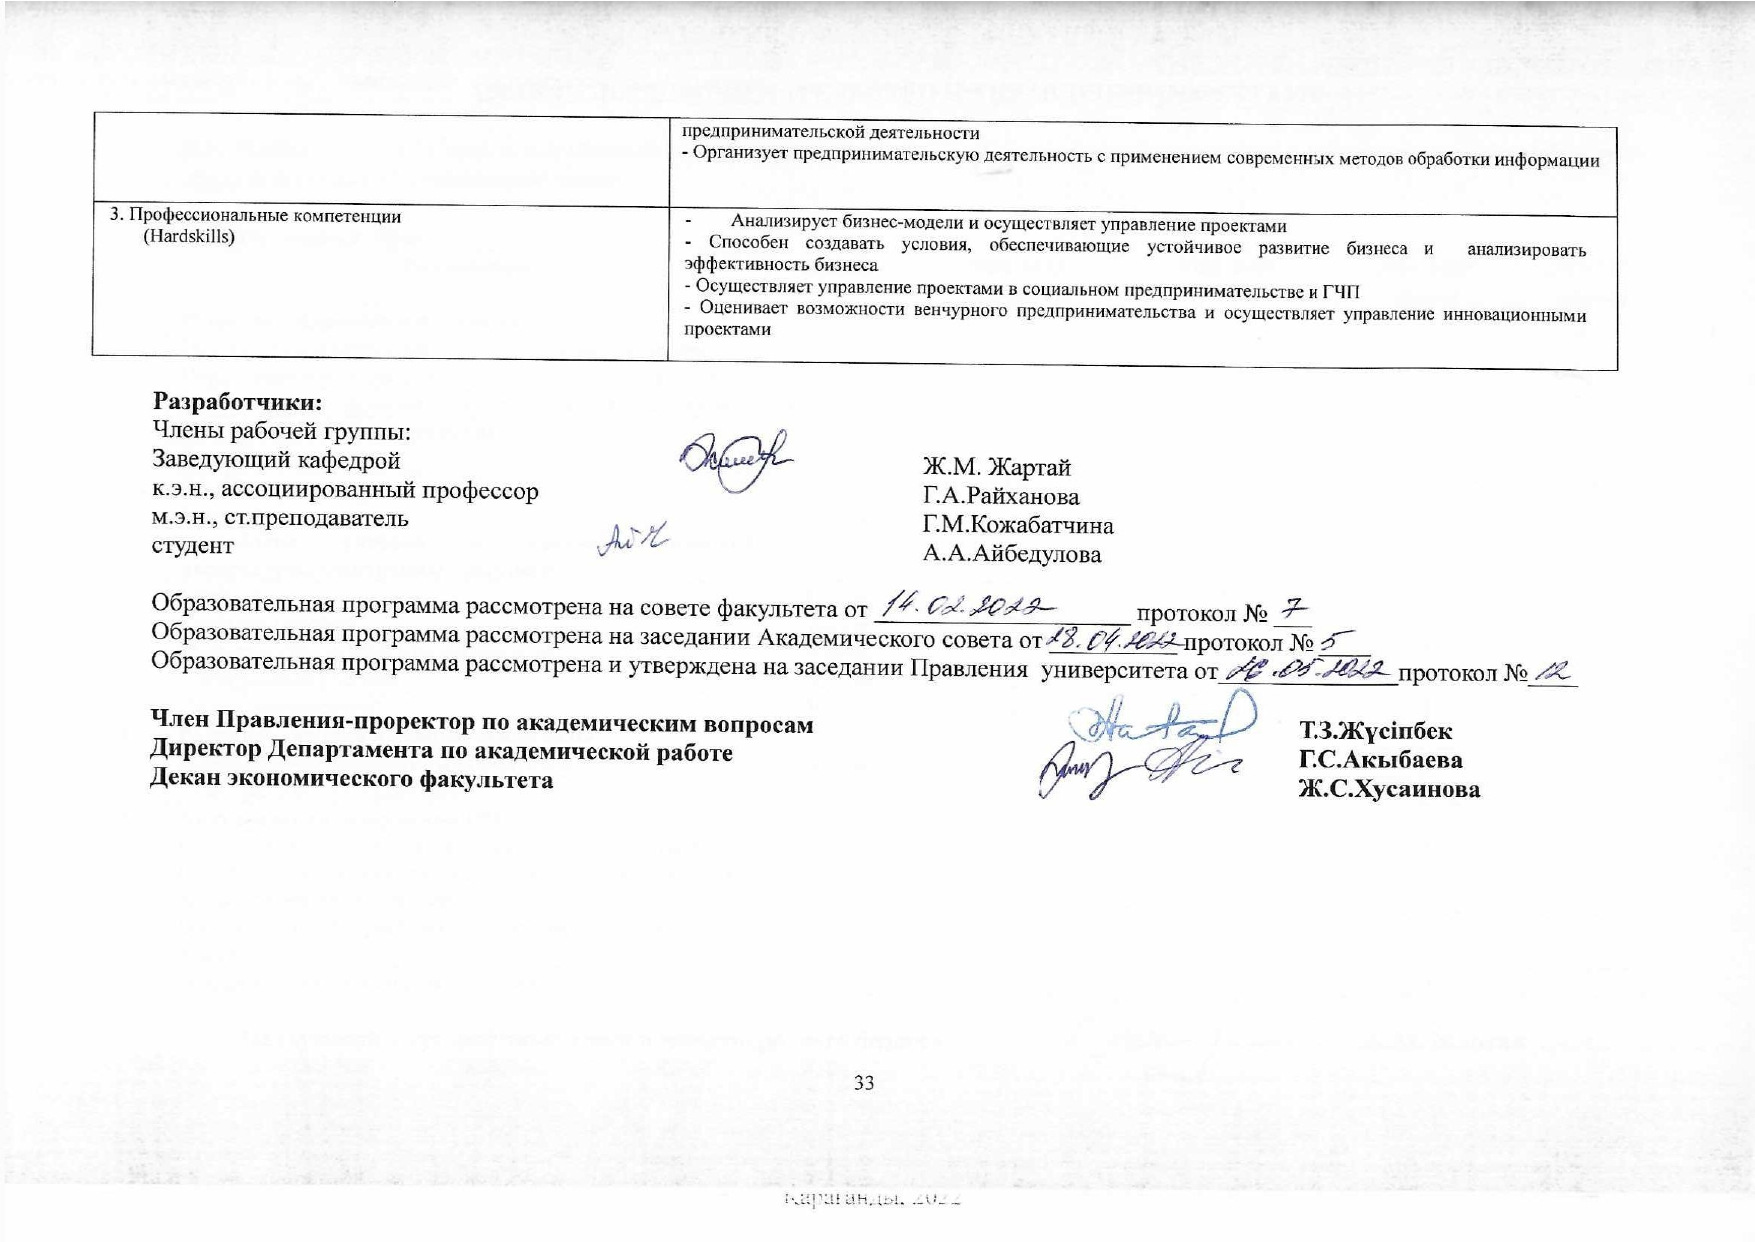 предпринимательской деятельности
- Организует предпринимательскую деятельность с применением современных методов обработки информации
3. Профессиональные компетенции
(Hardskills)
- Анализирует бизнес-модели и осуществляет управление проектами
- Способен создавать условия, обеспечивающие устойчивое развитие бизнеса и анализировать
эффективность бизнеса
- Осуществляет управление проектами в социальном предпринимательстве и ГЧП
- Оценивает возможности венчурного предпринимательства и осуществляет управление инновационными
проектами
Разработчики:
Члены рабочей группы:
Заведующий кафедрой Ж.М. Жартай
к.э.н., ассоциированный профессор Г.А.Райханова
м.э.н., ст.преподаватель Г.М.Кожабатчина
студент А.А.Айбедулова
Образовательная программа рассмотрена на совете факультета от 14.02.2022 протокол № 7
Образовательная программа рассмотрена на заседании Академического совета от 28.04.2022 протокол № 5
Образовательная программа рассмотрена и утверждена на заседании Правления университета от .05.2022 протокол № 12
Член Правления-проректор по академическим вопросам Т.З.Жүсіпбек
Директор Департамента по академической работе Г.С.Акыбаева
Декан экономического факультета Ж.С.Хусаинова
33
Караганды, 2022